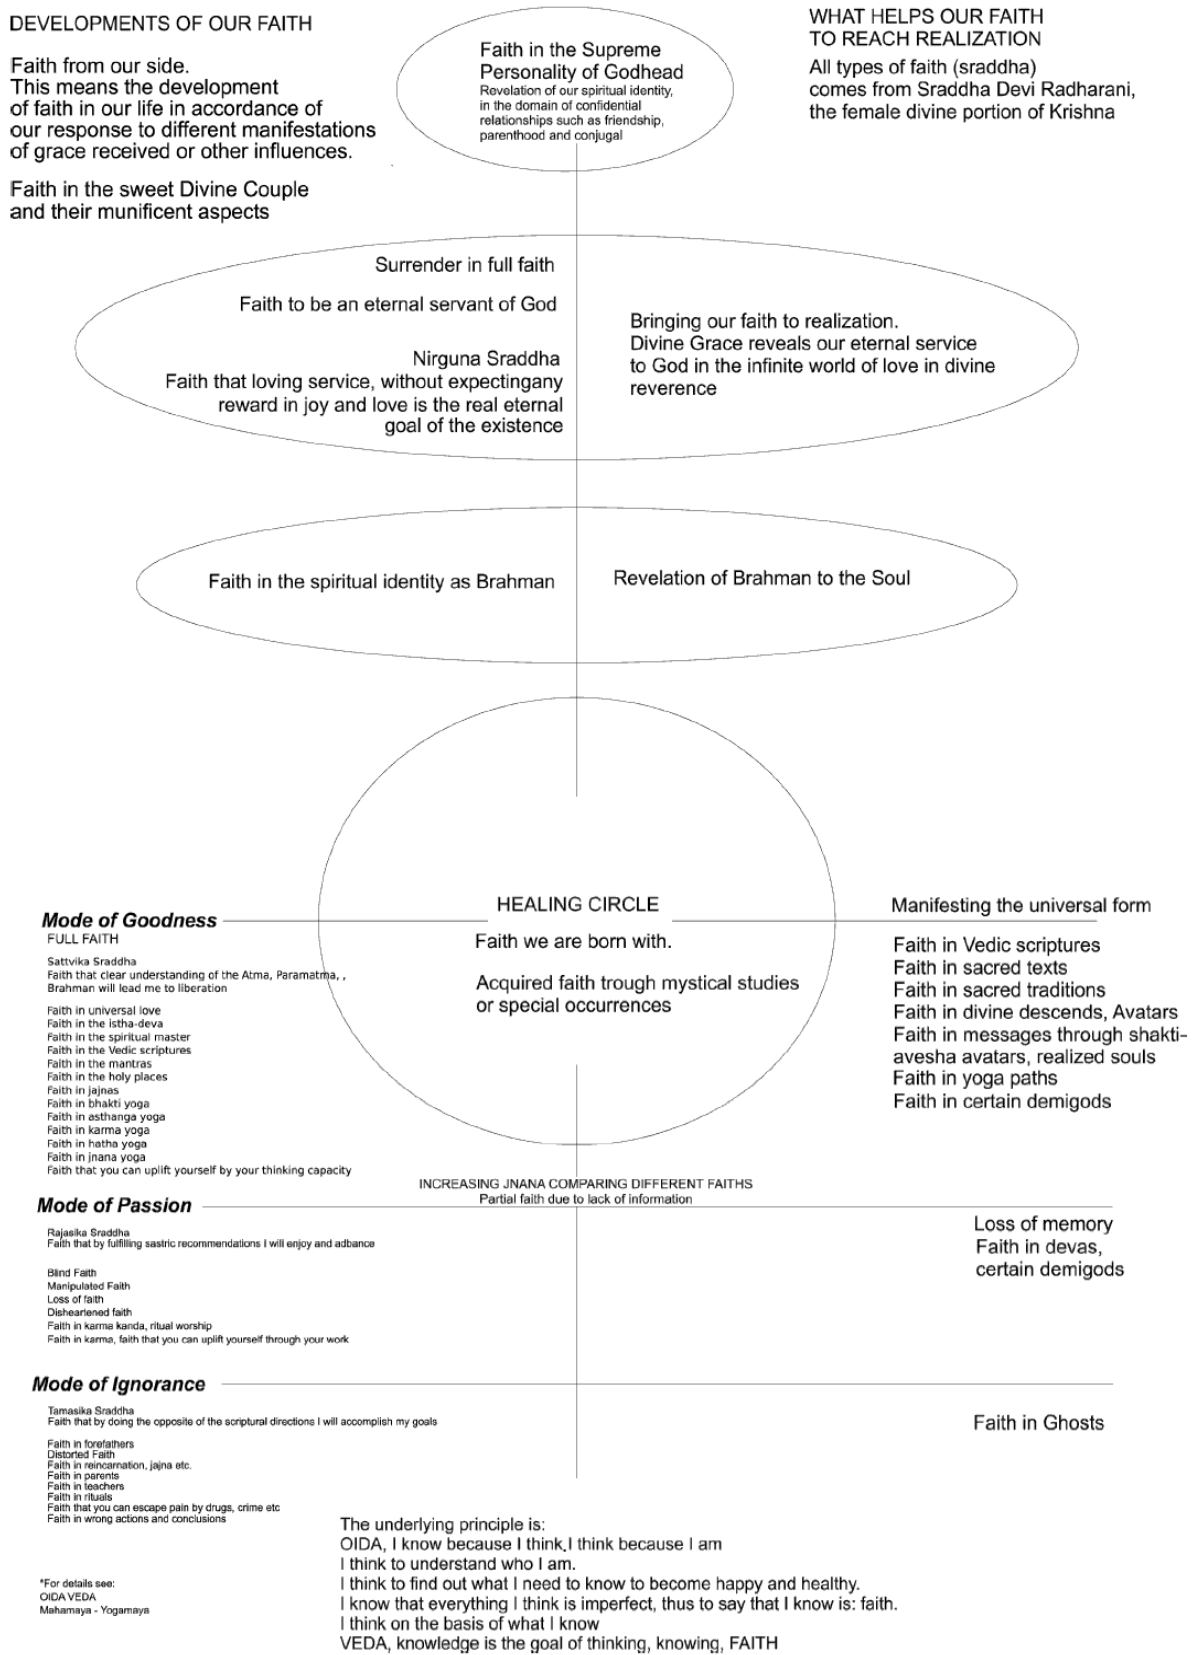 DEVELOPMENTS OF OUR FAITH
Faith from our side.
This means the development
of faith in our life in accordance of
our response to different manifestations
of grace received or other influences.
Faith in the sweet Divine Couple
and their munificent aspects
Faith in the Supreme
Personality of Godhead
Revelation of our spiritual identity,
in the domain of confidential
relationships such as friendship,
parenthood and conjugal
WHAT HELPS OUR FAITH
TO REACH REALIZATION
All types of faith (sraddha)
comes from Sraddha Devi Radharani,
the female divine portion of Krishna
Surrender in full faith
Faith to be an eternal servant of God
Nirguna Sraddha
Faith that loving service, without expectingany
reward in joy and love is the real eternal
goal of the existence
Bringing our faith to realization.
Divine Grace reveals our eternal service
to God in the infinite world of love in divine
reverence
Faith in the spiritual identity as Brahman
Revelation of Brahman to the Soul
HEALING CIRCLE
Faith we are born with.
Acquired faith trough mystical studies
or special occurrences
Mode of Goodness
FULL FAITH
Sattvika Sraddha
Faith that clear understanding of the Atma, Paramatma, ,
Brahman will lead me to liberation
Faith in universal love
Faith in the istha-deva
Faith in the spiritual master
Faith in the Vedic scriptures
Faith in the mantras
Faith in the holy places
Faith in jajnas
Faith in bhakti yoga
Faith in asthanga yoga
Faith in karma yoga
Faith in hatha yoga
Faith in jnana yoga
Faith that you can uplift yourself by your thinking capacity
Manifesting the universal form
Faith in Vedic scriptures
Faith in sacred texts
Faith in sacred traditions
Faith in divine descends, Avatars
Faith in messages through shakti-
avesha avatars, realized souls
Faith in yoga paths
Faith in certain demigods
INCREASING JNANA COMPARING DIFFERENT FAITHS
Partial faith due to lack of information
Mode of Passion
Rajasika Sraddha
Faith that by fulfilling sastric recommendations I will enjoy and adbance
Blind Faith
Manipulated Faith
Loss of faith
Disheartened faith
Faith in karma kanda, ritual worship
Faith in karma, faith that you can uplift yourself through your work
Loss of memory
Faith in devas,
certain demigods
Mode of Ignorance
Tamasika Sraddha
Faith that by doing the opposite of the scriptural directions I will accomplish my goals
Faith in forefathers
Distorted Faith
Faith in reincarnation, jajna etc.
Faith in parents
Faith in teachers
Faith in rituals
Faith that you can escape pain by drugs, crime etc
Faith in wrong actions and conclusions
Faith in Ghosts
*For details see:
OIDA VEDA
Mahamaya - Yogamaya
The underlying principle is:
OIDA, I know because I think.I think because I am
I think to understand who I am.
I think to find out what I need to know to become happy and healthy.
I know that everything I think is imperfect, thus to say that I know is: faith.
I think on the basis of what I know
VEDA, knowledge is the goal of thinking, knowing, FAITH